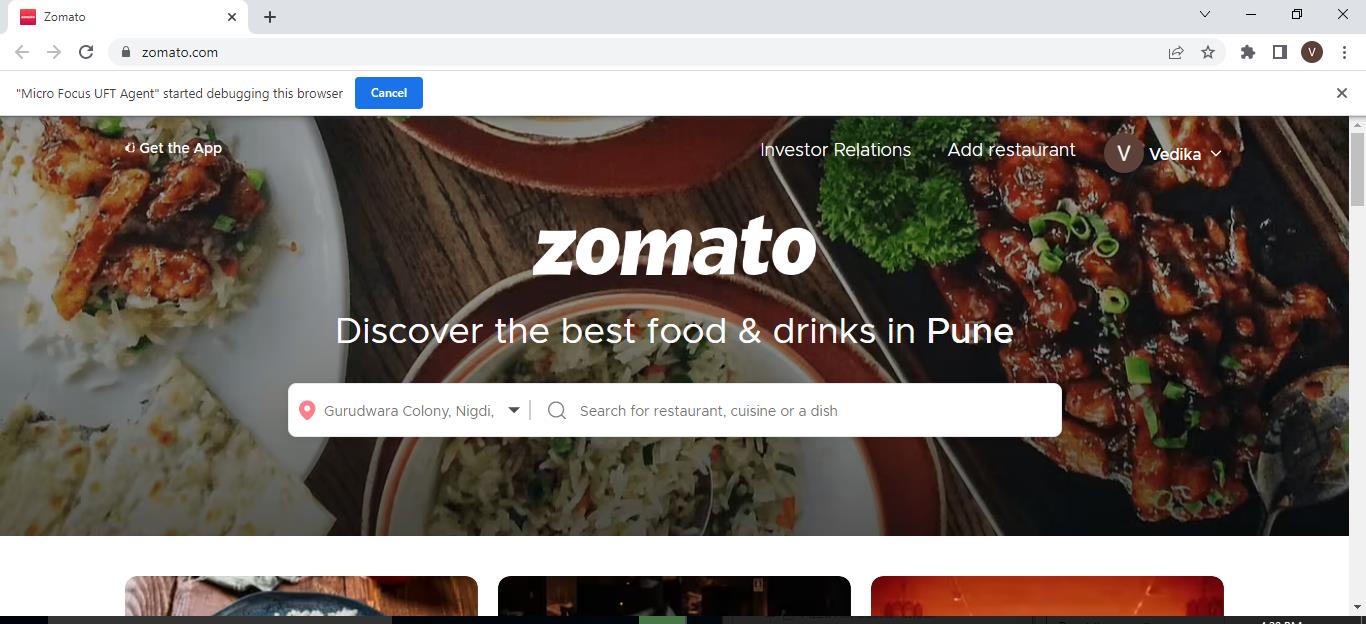 Zomato
zomato.com
V
"Micro Focus UFT Agent" started debugging this browser
Cancel
Get the App
Investor Relations
Add restaurant
V
Vedika
zomato
Discover the best food & drinks in Pune
Gurudwara Colony, Nigdi,
Search for restaurant, cuisine or a dish